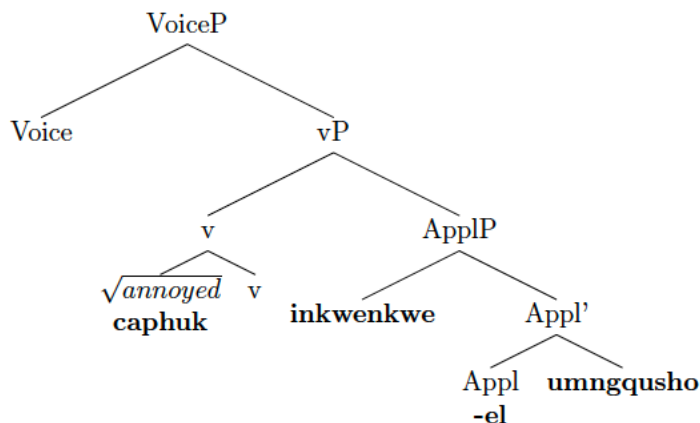 VoiceP
Voice vP
v ApplP
√annoyed v inkwenkwe Appl’
caphuk
Appl umngqusho
-el